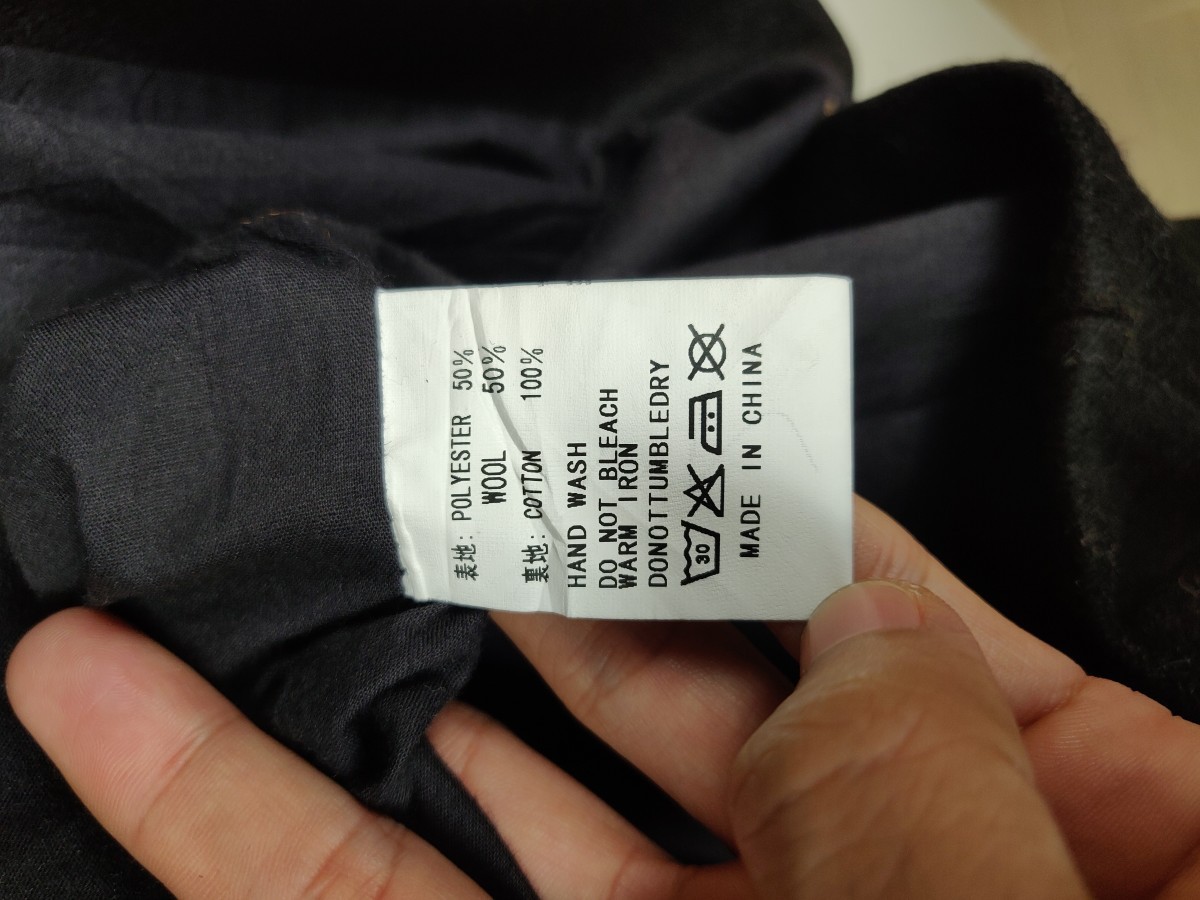 表地: POLYESTER 50%
WOOL 50%
裏地: COTTON 100%
HAND WASH
DO NOT BLEACH
WARM IRON
DONOTTUMBLEDRY
30
MADE IN CHINA